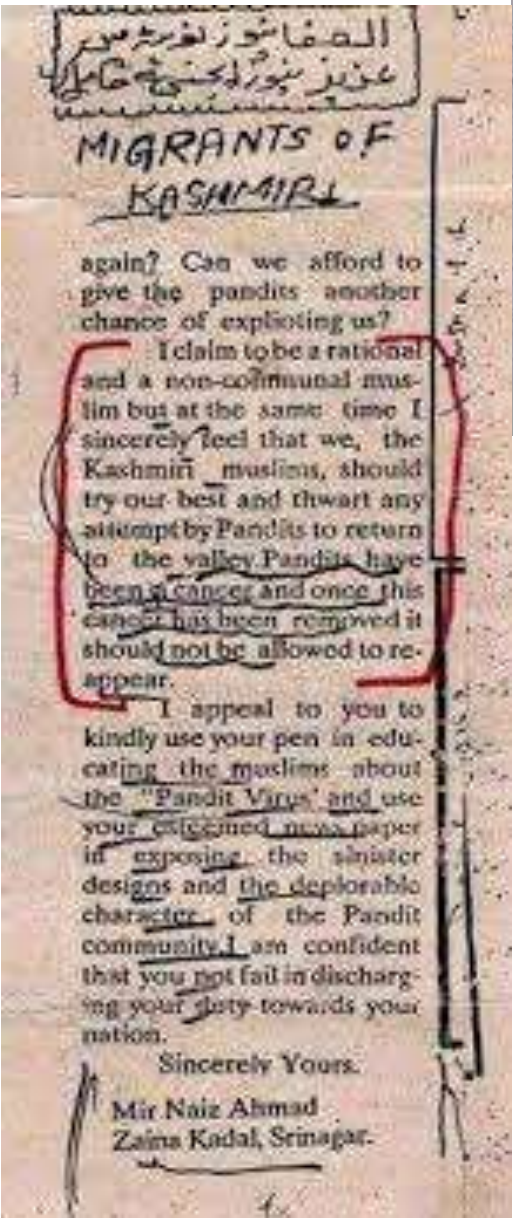 الصفا نیوز
MIGRANTS OF
KASHMIR
again? Can we afford to
give the pandits another
chance of explioting us?
I claim to be a rational
and a non-communal mus-
lim but at the same time I
sincerely feel that we, the
Kashmiri muslims, should
try our best and thwart any
attempt by Pandits to return
to the valley.Pandits have
been a cancer and once this
cancer has been removed it
should not be allowed to re-
appear.
I appeal to you to
kindly use your pen in edu-
cating the muslims about
the "Pandit Virus' and use
your esteemed news paper
in exposing the sinister
designs and the deplorable
character of the Pandit
community.I am confident
that you not fail in discharg-
ing your duty towards your
nation.
Sincerely Yours.
Mir Naiz Ahmad
Zaina Kadal, Srinagar.